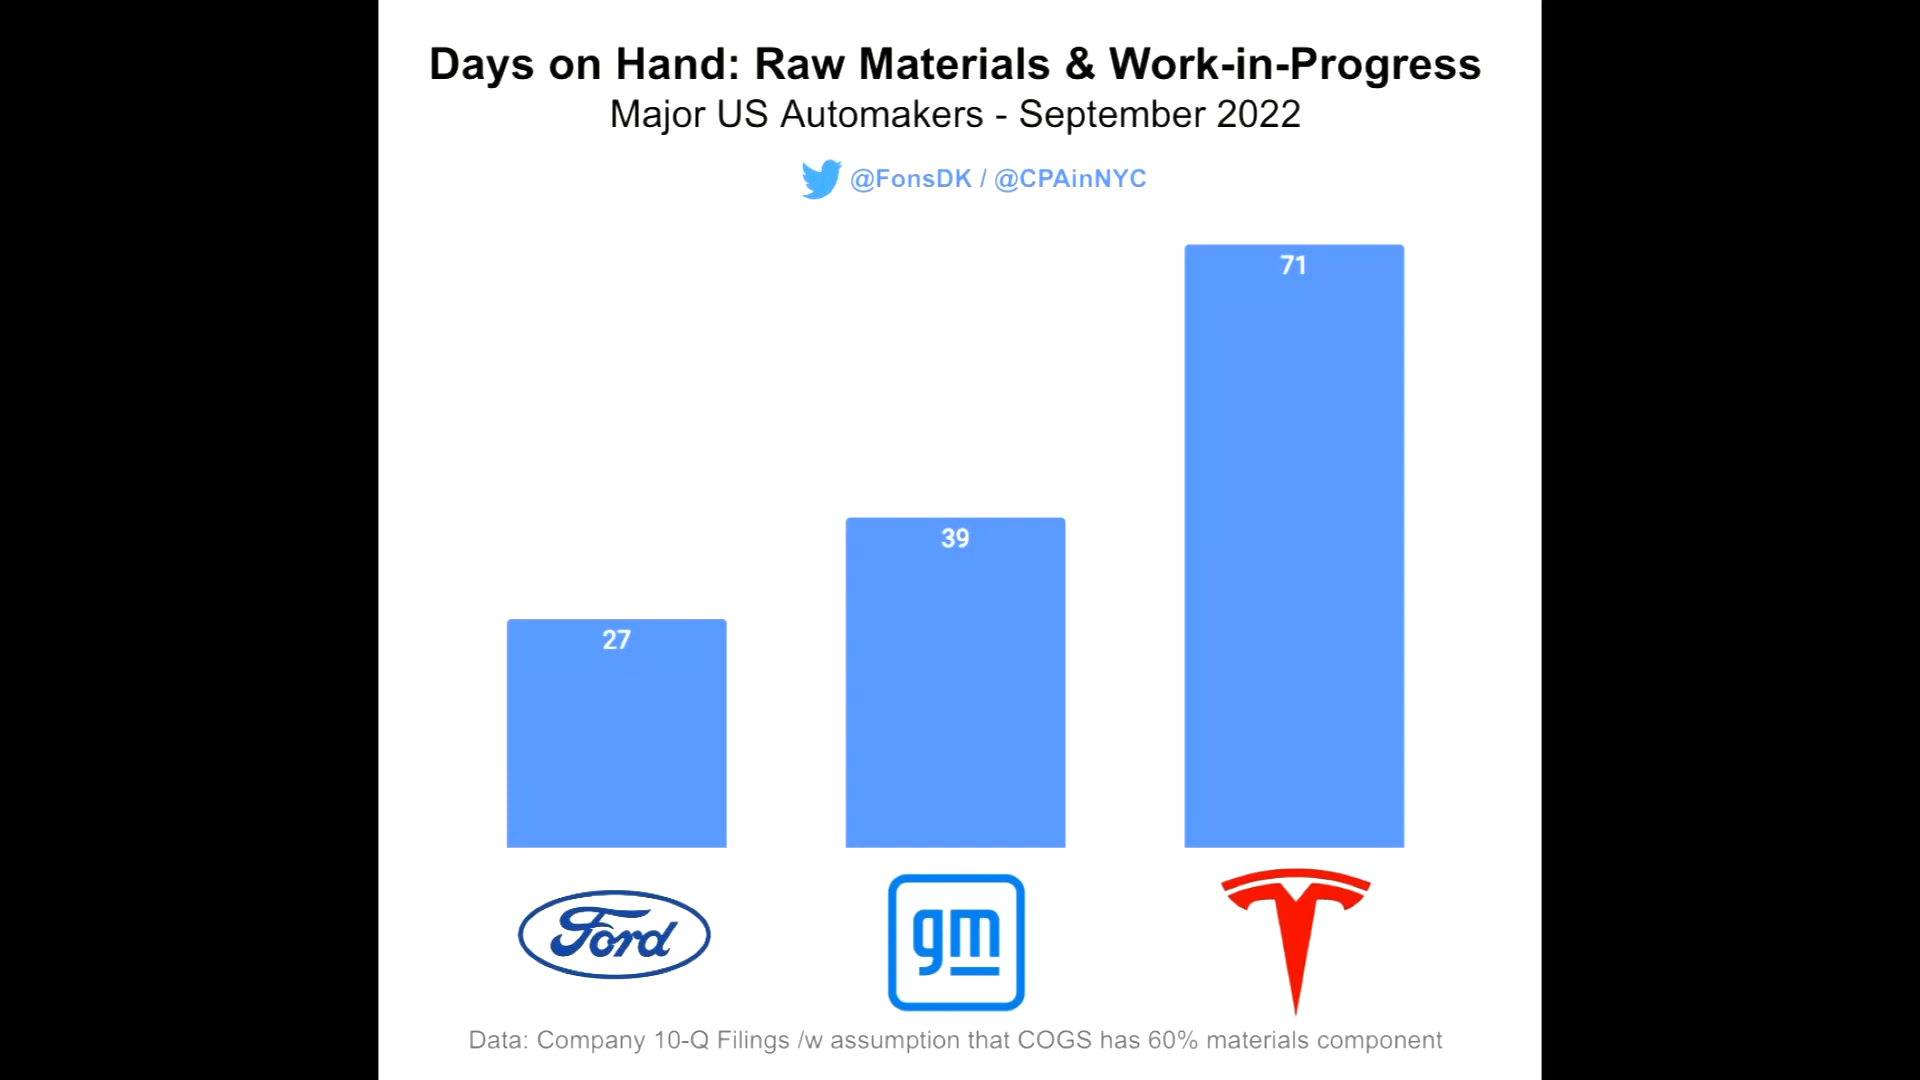 Days on Hand: Raw Materials & Work-in-Progress
Major US Automakers - September 2022
@FonsDK / @CPAinNYC
71
39
27
Ford
gm
Data: Company 10-Q Filings /w assumption that COGS has 60% materials component